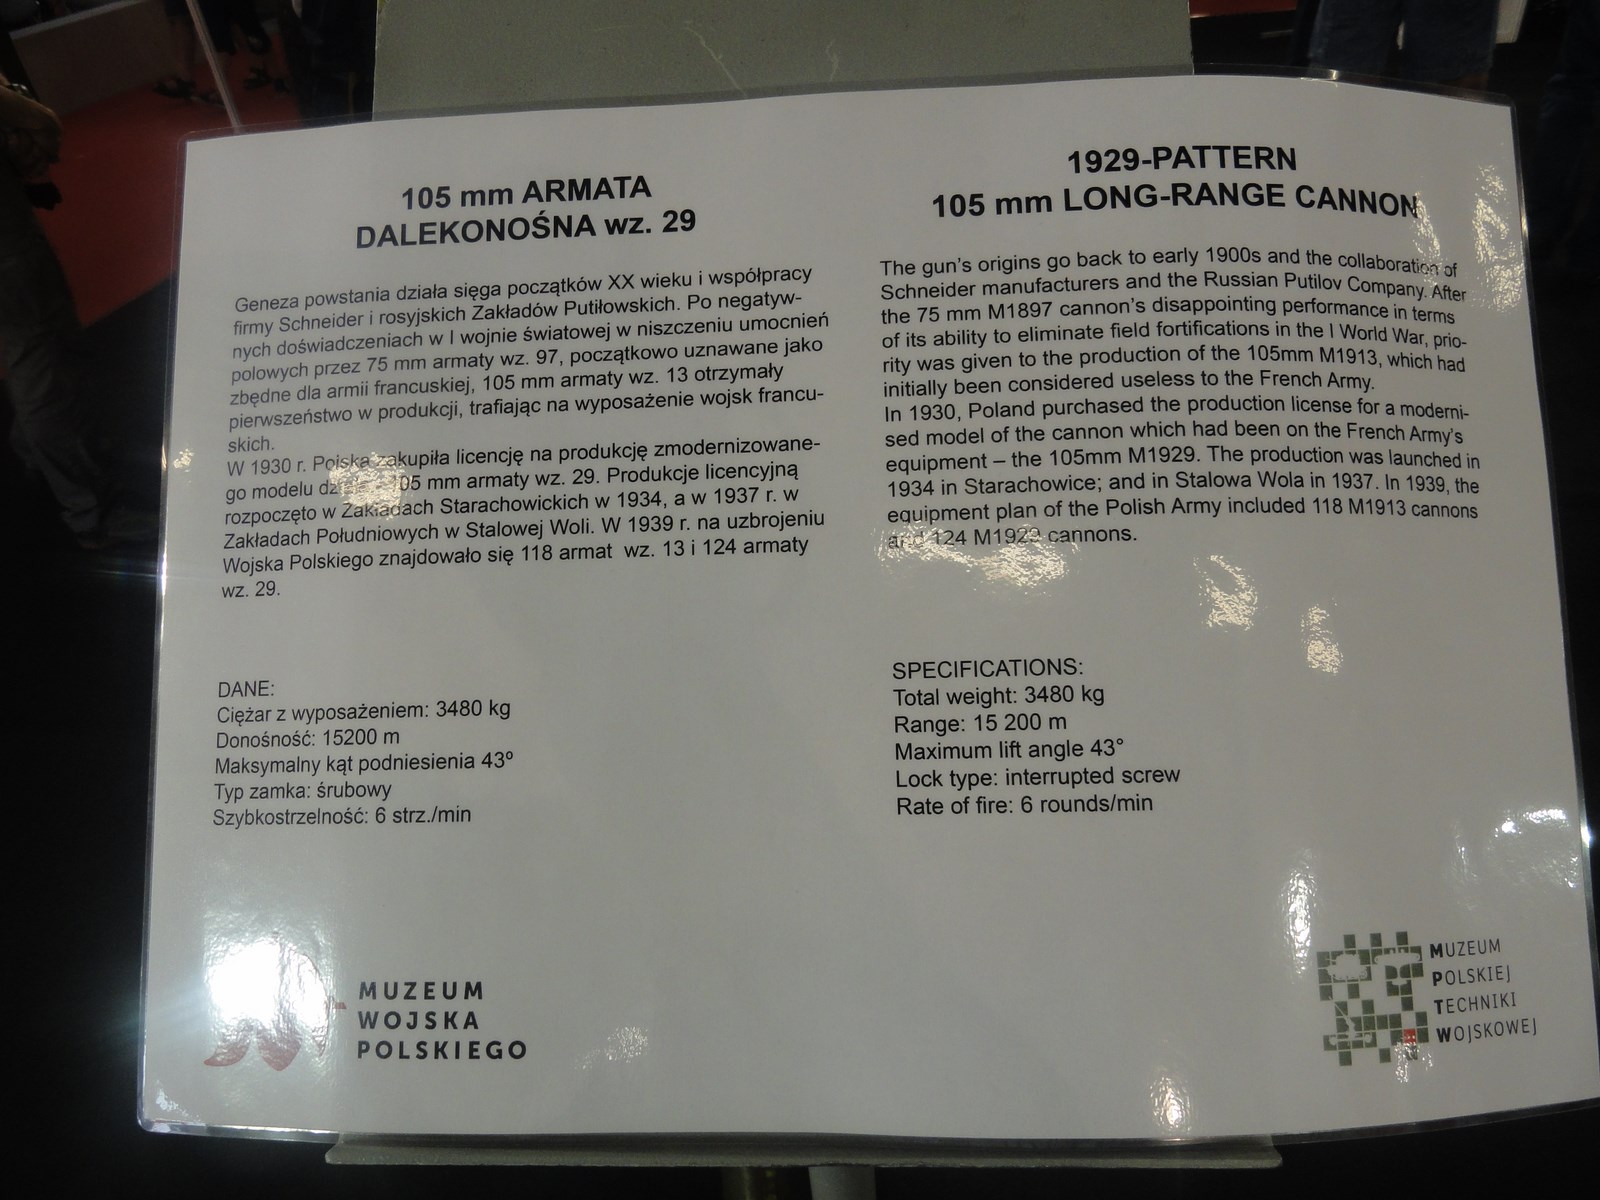 105 mm ARMATA
DALEKONOŚNA wz. 29
Geneza powstania działa sięga początków XX wieku i współpracy
firmy Schneider i rosyjskich Zakładów Putiłowskich. Po negatyw-
nych doświadczeniach w I wojnie światowej w niszczeniu umocnień
polowych przez 75 mm armaty wz. 97, początkowo uznawane jako
zbędne dla armii francuskiej, 105 mm armaty wz. 13 otrzymały
pierwszeństwo w produkcji, trafiając na wyposażenie wojsk francu-
skich.
W 1930 r. Polska zakupiła licencję na produkcję zmodernizowane-
go modelu 105 mm armaty wz. 29. Produkcje licencyjną
rozpoczęto w Zakładach Starachowickich w 1934, a w 1937 r. w
Zakładach Południowych w Stalowej Woli. W 1939 r. na uzbrojeniu
Wojska Polskiego znajdowało się 118 armat wz. 13 i 124 armaty
wz. 29.
DANE:
Ciężar z wyposażeniem: 3480 kg
Donośność: 15200 m
Maksymalny kąt podniesienia 43º
Typ zamka: śrubowy
Szybkostrzelność: 6 strz./min
MUZEUM
WOJSKA
POLSKIEGO
1929-PATTERN
105 mm LONG-RANGE CANNON
The gun's origins go back to early 1900s and the collaboration of
Schneider manufacturers and the Russian Putilov Company. After
the 75 mm M1897 cannon's disappointing performance in terms
of its ability to eliminate field fortifications in the I World War, prio-
rity was given to the production of the 105mm M1913, which had
initially been considered useless to the French Army.
In 1930, Poland purchased the production license for a moderni-
sed model of the cannon which had been on the French Army's
equipment – the 105mm M1929. The production was launched in
1934 in Starachowice; and in Stalowa Wola in 1937. In 1939, the
equipment plan of the Polish Army included 118 M1913 cannons
and 124 M1929 cannons.
SPECIFICATIONS:
Total weight: 3480 kg
Range: 15 200 m
Maximum lift angle 43°
Lock type: interrupted screw
Rate of fire: 6 rounds/min
MUZEUM
POLSKIEJ
TECHNIKI
WOJSKOWEJ